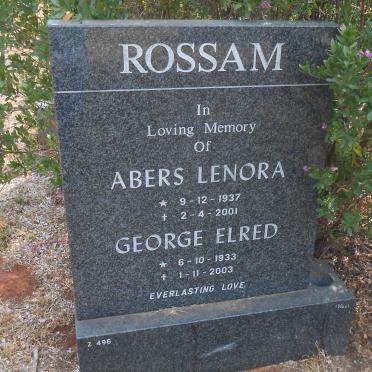 ROSSAM
In
Loving Memory
Of
ABERS LENORA
★ 9 - 12 - 1937
✝ 2 - 4 - 2001
GEORGE ELRED
★ 6 - 10 - 1933
✝ 1 - 11 - 2003
EVERLASTING LOVE
Z 496